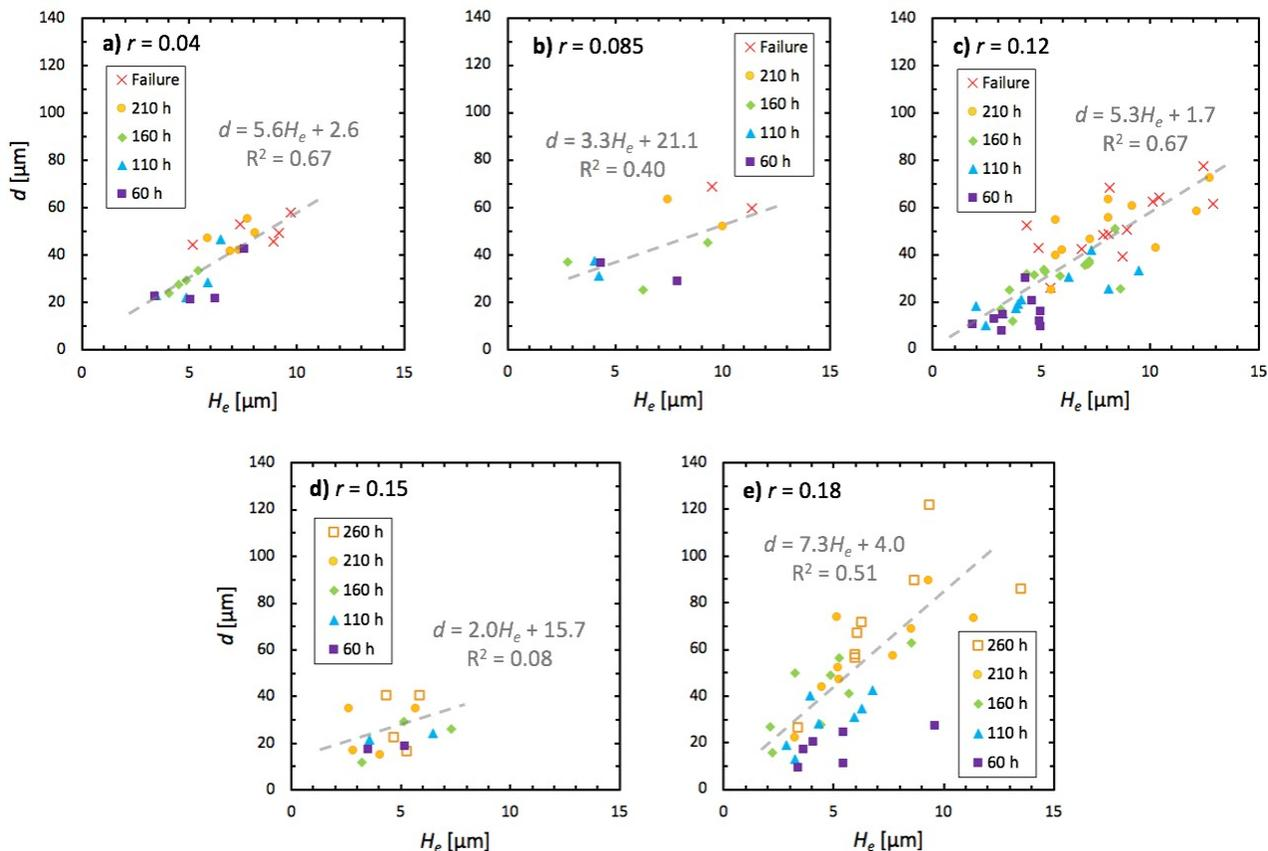 a) r = 0.04
140
120
100
80
60
40
20
0
d [µm]
Failure
210 h
160 h
110 h
60 h
d = 5.6He + 2.6
R² = 0.67
0 5 10 15
He [µm]
b) r = 0.085
140
120
100
80
60
40
20
0
Failure
210 h
160 h
110 h
60 h
d = 3.3He + 21.1
R² = 0.40
0 5 10 15
He [µm]
c) r = 0.12
140
120
100
80
60
40
20
0
Failure
210 h
160 h
110 h
60 h
d = 5.3He + 1.7
R² = 0.67
0 5 10 15
He [µm]
d) r = 0.15
140
120
100
80
60
40
20
0
d [µm]
260 h
210 h
160 h
110 h
60 h
d = 2.0He + 15.7
R² = 0.08
0 5 10 15
He [µm]
e) r = 0.18
140
120
100
80
60
40
20
0
d = 7.3He + 4.0
R² = 0.51
260 h
210 h
160 h
110 h
60 h
0 5 10 15
He [µm]